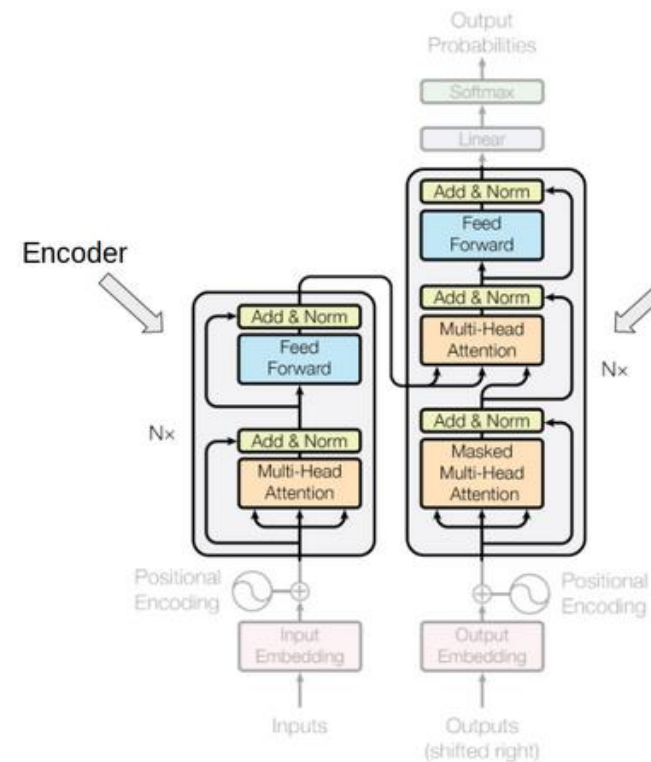 Output
Probabilities
Softmax
Linear
Add & Norm
Feed
Forward
Add & Norm
Multi-Head
Attention
Add & Norm
Masked
Multi-Head
Attention
N×
Positional
Encoding
Output
Embedding
Outputs
(shifted right)
Encoder
Add & Norm
Feed
Forward
Add & Norm
Multi-Head
Attention
N×
Positional
Encoding
Input
Embedding
Inputs